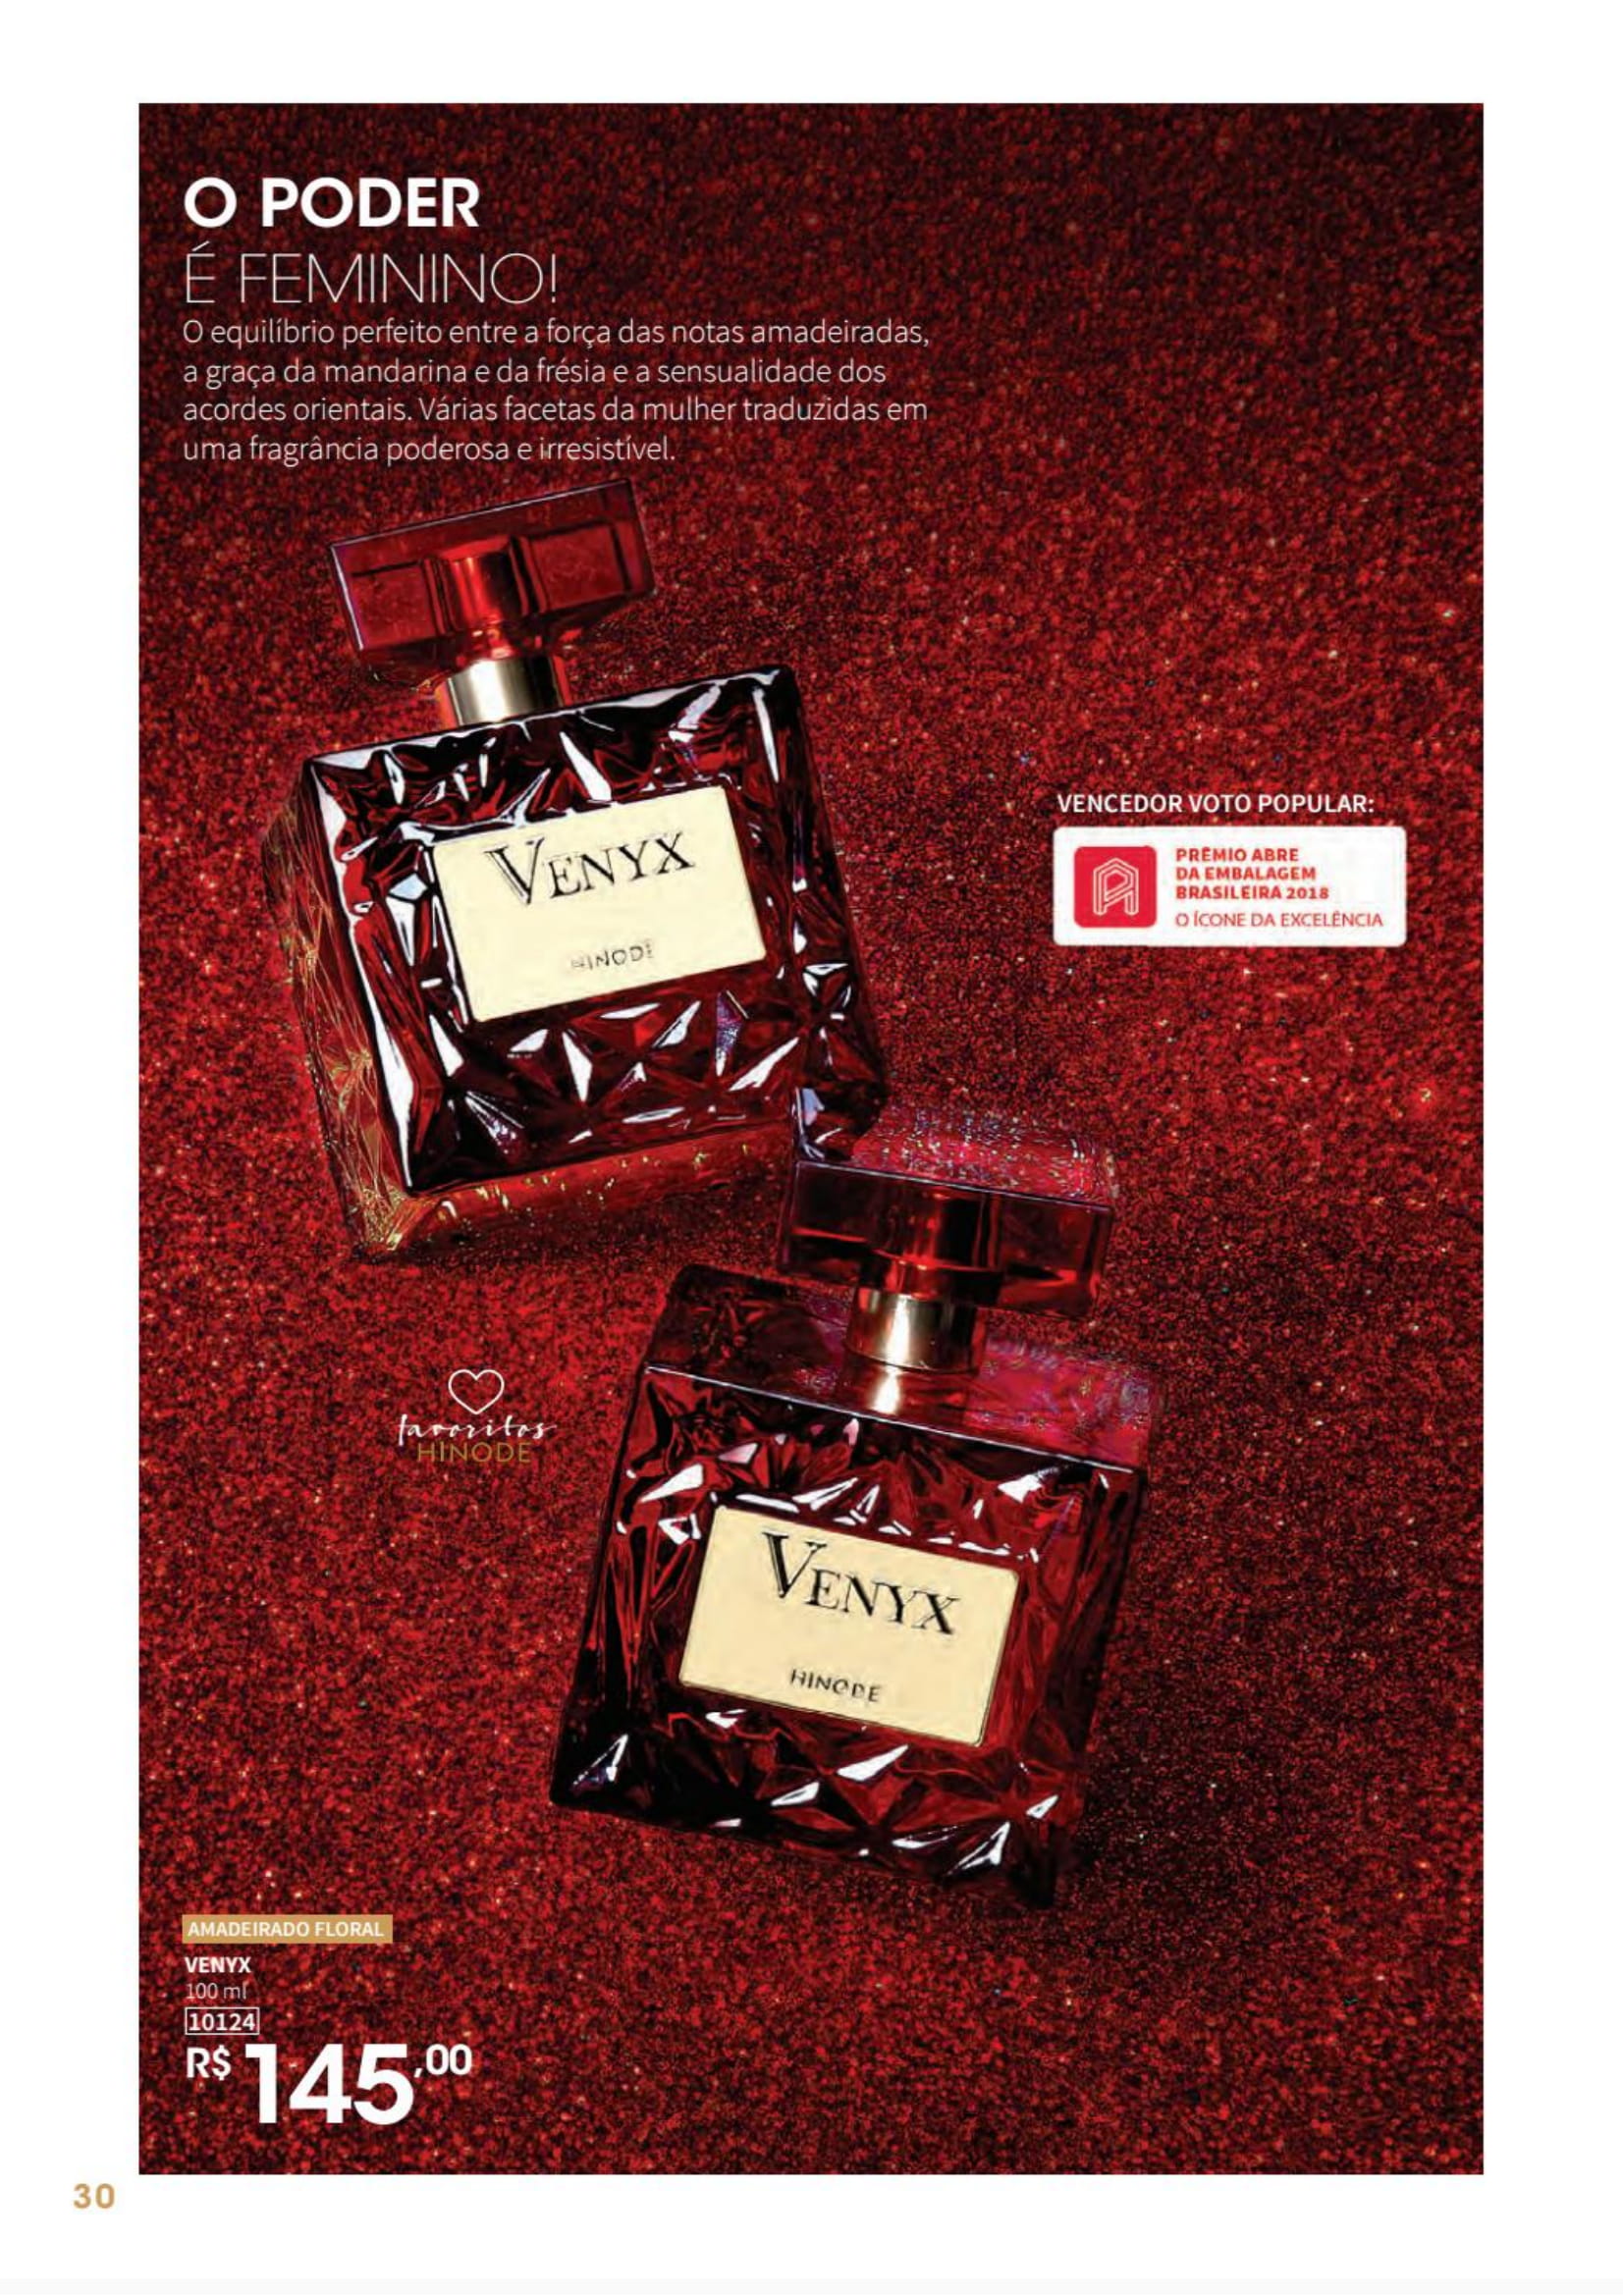 O PODER
É FEMININO!
O equilíbrio perfeito entre a força das notas amadeiradas,
a graça da mandarina e da frésia e a sensualidade dos
acordes orientais. Várias facetas da mulher traduzidas em
uma fragrância poderosa e irresistível.
VENYX
HINODE
VENCEDOR VOTO POPULAR:
PRÊMIO ABRE
DA EMBALAGEM
BRASILEIRA 2018
O ÍCONE DA EXCELÊNCIA
favoritos
HINODE
VENYX
HINODE
AMADEIRADO FLORAL
VENYX
100 ml
10124
R$ 145,00
30